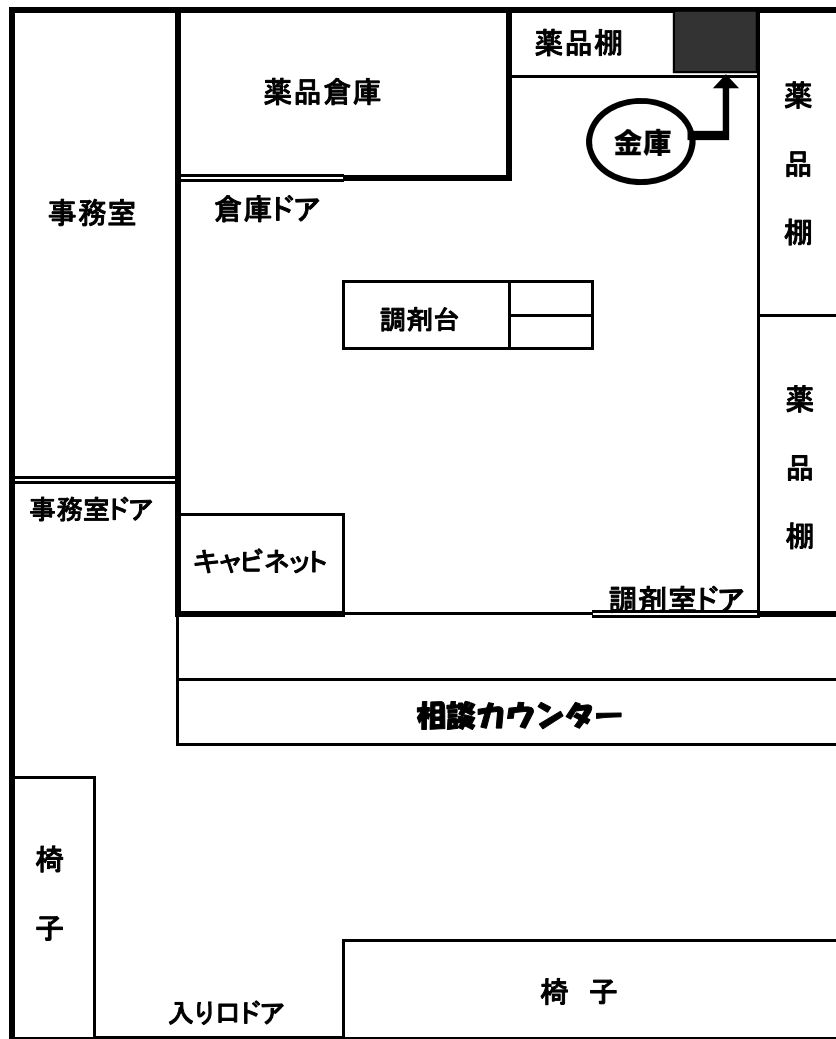 薬品棚
薬品倉庫
薬品棚
金庫
事務室
倉庫ドア
調剤台
薬品棚
事務室ドア
キャビネット
調剤室ドア
相談カウンター
椅子
椅子
入り口ドア